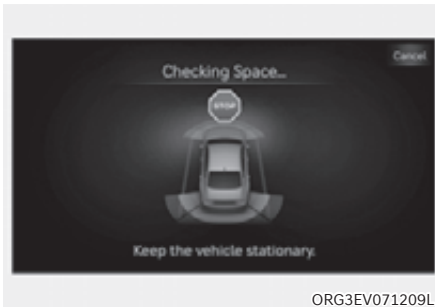 Cancel
Checking Space...
STOP
Keep the vehicle stationary.
ORG3EV071209L